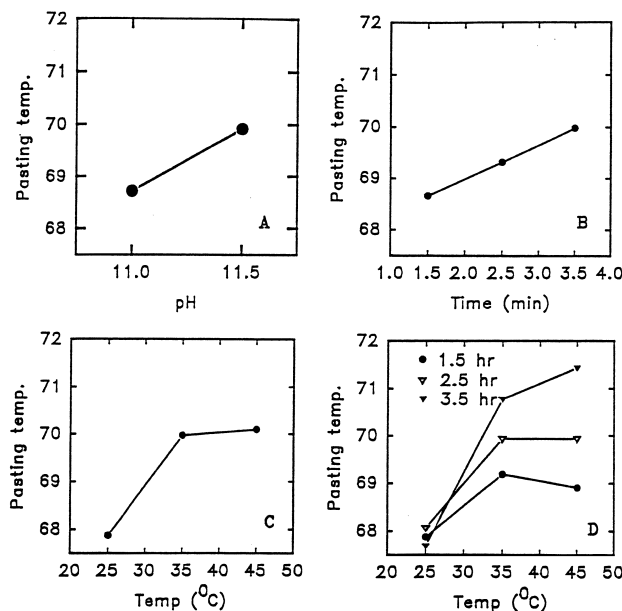 72
71
70
69
68
Pasting temp.
A
11.0 11.5
pH
72
71
70
69
68
Pasting temp.
B
1.0 1.5 2.0 2.5 3.0 3.5 4.0
Time (min)
72
71
70
69
68
Pasting temp.
C
20 25 30 35 40 45 50
Temp (⁰C)
72
71
70
69
68
Pasting temp.
1.5 hr
2.5 hr
3.5 hr
D
20 25 30 35 40 45 50
Temp (⁰C)